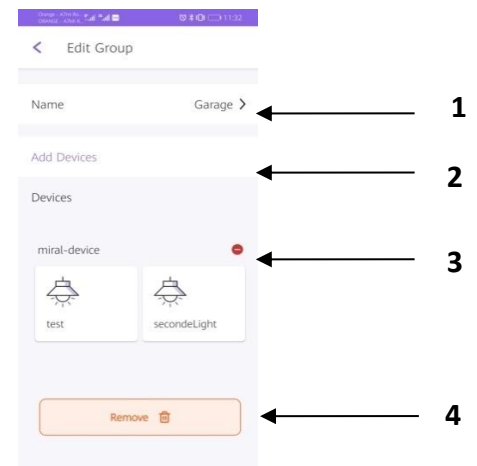 11:32
Edit Group
Name Garage
1
Add Devices
2
Devices
miral-device
3
test secondeLight
Remove
4